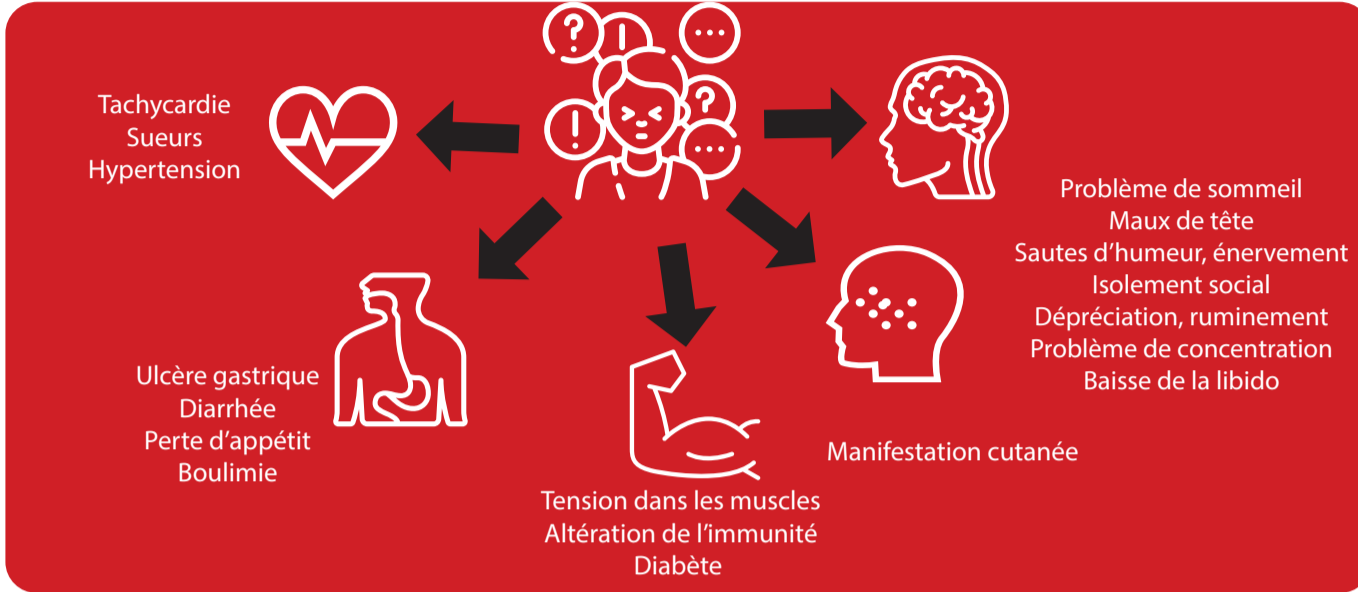 Tachycardie
Sueurs
Hypertension
Problème de sommeil
Maux de tête
Sautes d'humeur, énervement
Isolement social
Dépréciation, ruminement
Problème de concentration
Baisse de la libido
Ulcère gastrique
Diarrhée
Perte d'appétit
Boulimie
Manifestation cutanée
Tension dans les muscles
Altération de l'immunité
Diabète